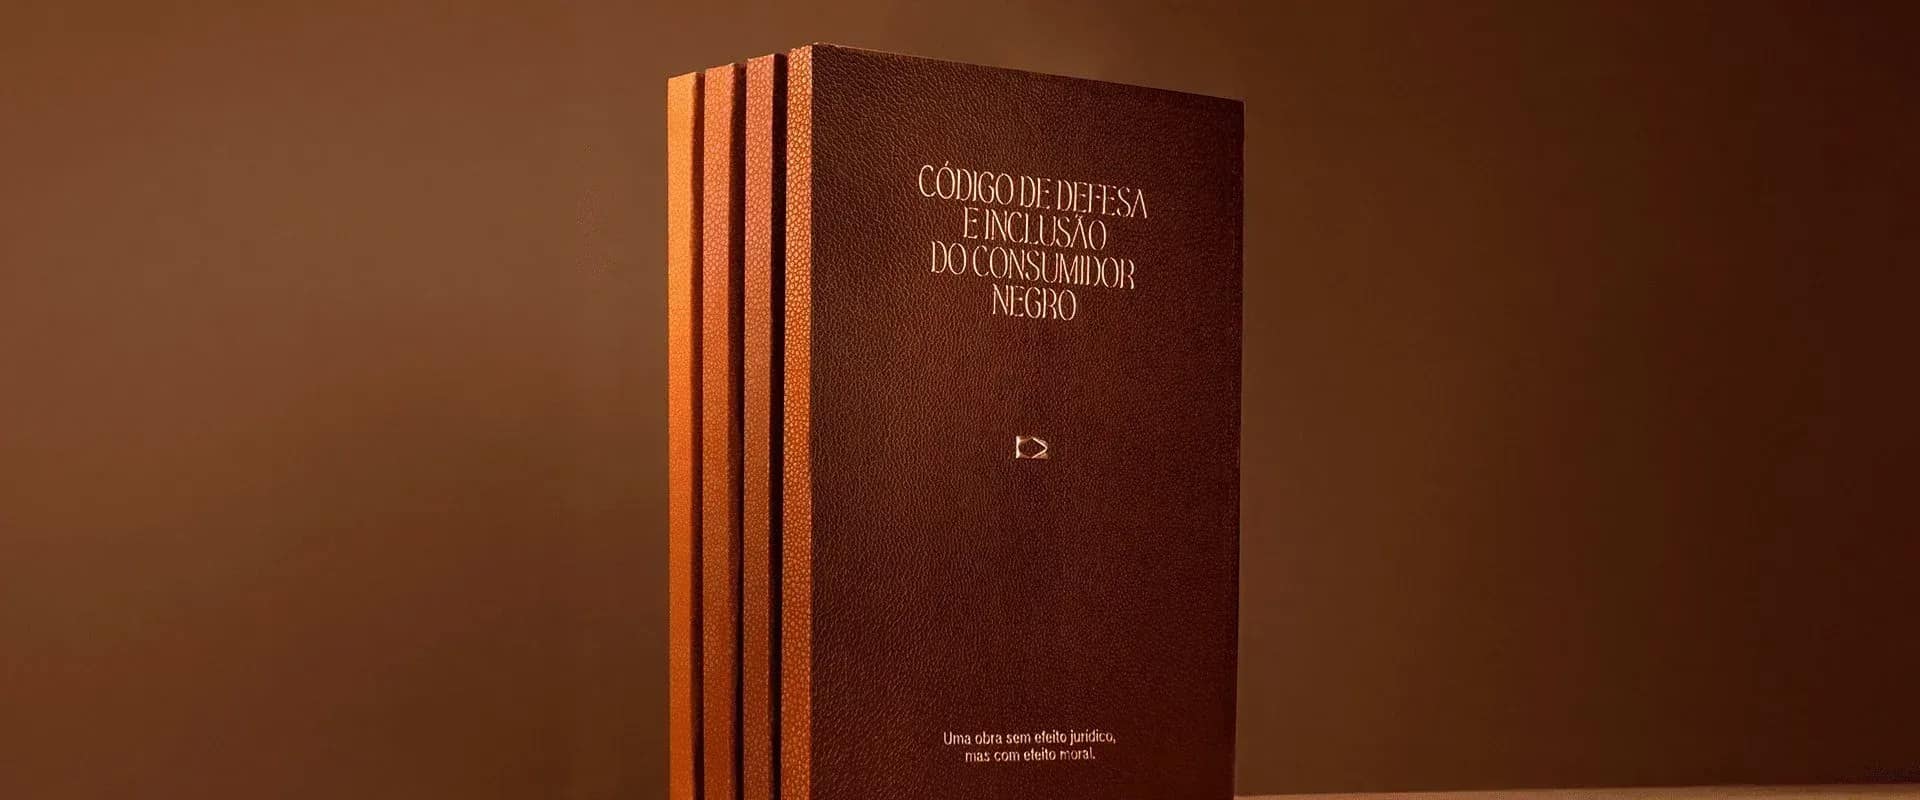 CÓDIGO DE DEFESA
E INCLUSÃO
DO CONSUMIDOR
NEGRO
Uma obra sem efeito jurídico,
mas com efeito moral.